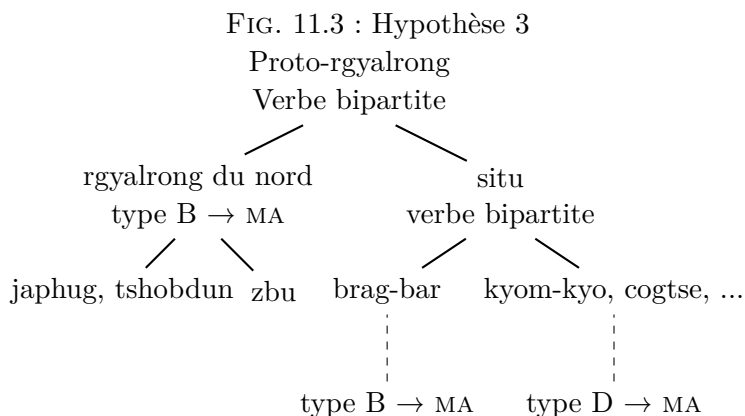 FIG. 11.3 : Hypothèse 3
Proto-rgyalrong
Verbe bipartite
rgyalrong du nord
type B → MA
situ
verbe bipartite
japhug, tshobdun
zbu
brag-bar
kyom-kyo, cogtse, ...
type B → MA
type D → MA